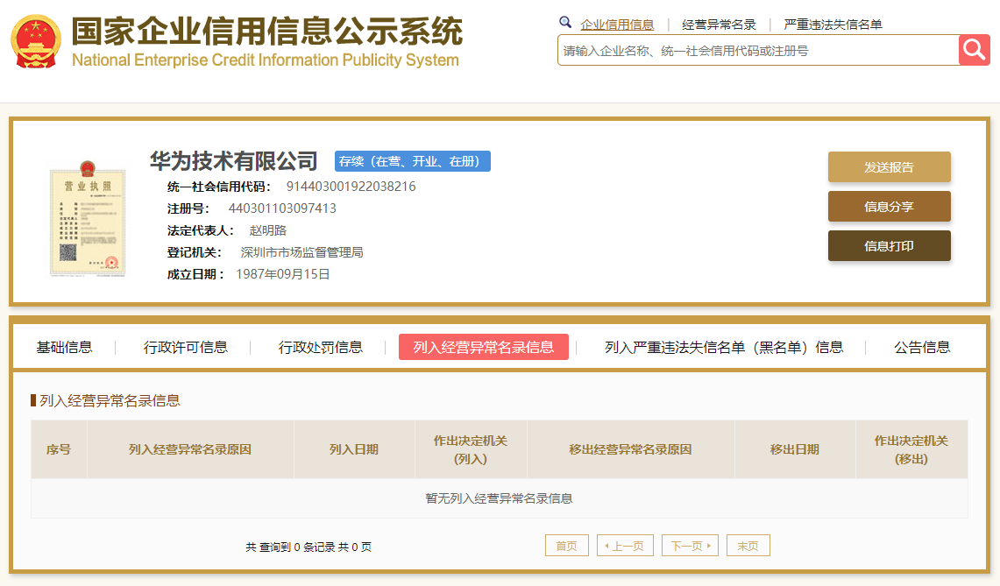 国家企业信用信息公示系统
National Enterprise Credit Information Publicity System
企业信用信息 | 经营异常名录 | 严重违法失信名单
请输入企业名称、统一社会信用代码或注册号
营业执照
华为技术有限公司 存续（在营、开业、在册）
统一社会信用代码： 914403001922038216
注册号： 440301103097413
法定代表人： 赵明路
登记机关： 深圳市市场监督管理局
成立日期： 1987年09月15日
发送报告
信息分享
信息打印
基础信息 行政许可信息 行政处罚信息 列入经营异常名录信息 列入严重违法失信名单（黑名单）信息 公告信息
列入经营异常名录信息
序号 列入经营异常名录原因 列入日期 作出决定机关(列入) 移出经营异常名录原因 移出日期 作出决定机关(移出)
暂无列入经营异常名录信息
共 查询到 0 条记录 共 0 页
首页 上一页 下一页 末页